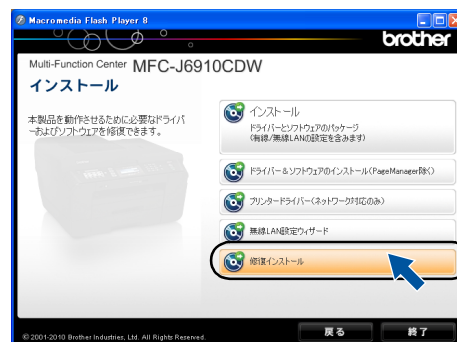 Macromedia Flash Player 8
brother
Multi-Function Center MFC-J6910CDW
インストール
本製品を動作させるために必要なドライバ
ーおよびソフトウェアを修復できます。
インストール
ドライバーとソフトウェアのパッケージ
(有線/無線LANの設定を含みます)
ドライバー&ソフトウェアのインストール(PageManager除く)
プリンタードライバー(ネットワーク対応のみ)
無線LAN設定ウィザード
修復インストール
© 2001-2010 Brother Industries, Ltd. All Rights Reserved.
戻る
終了